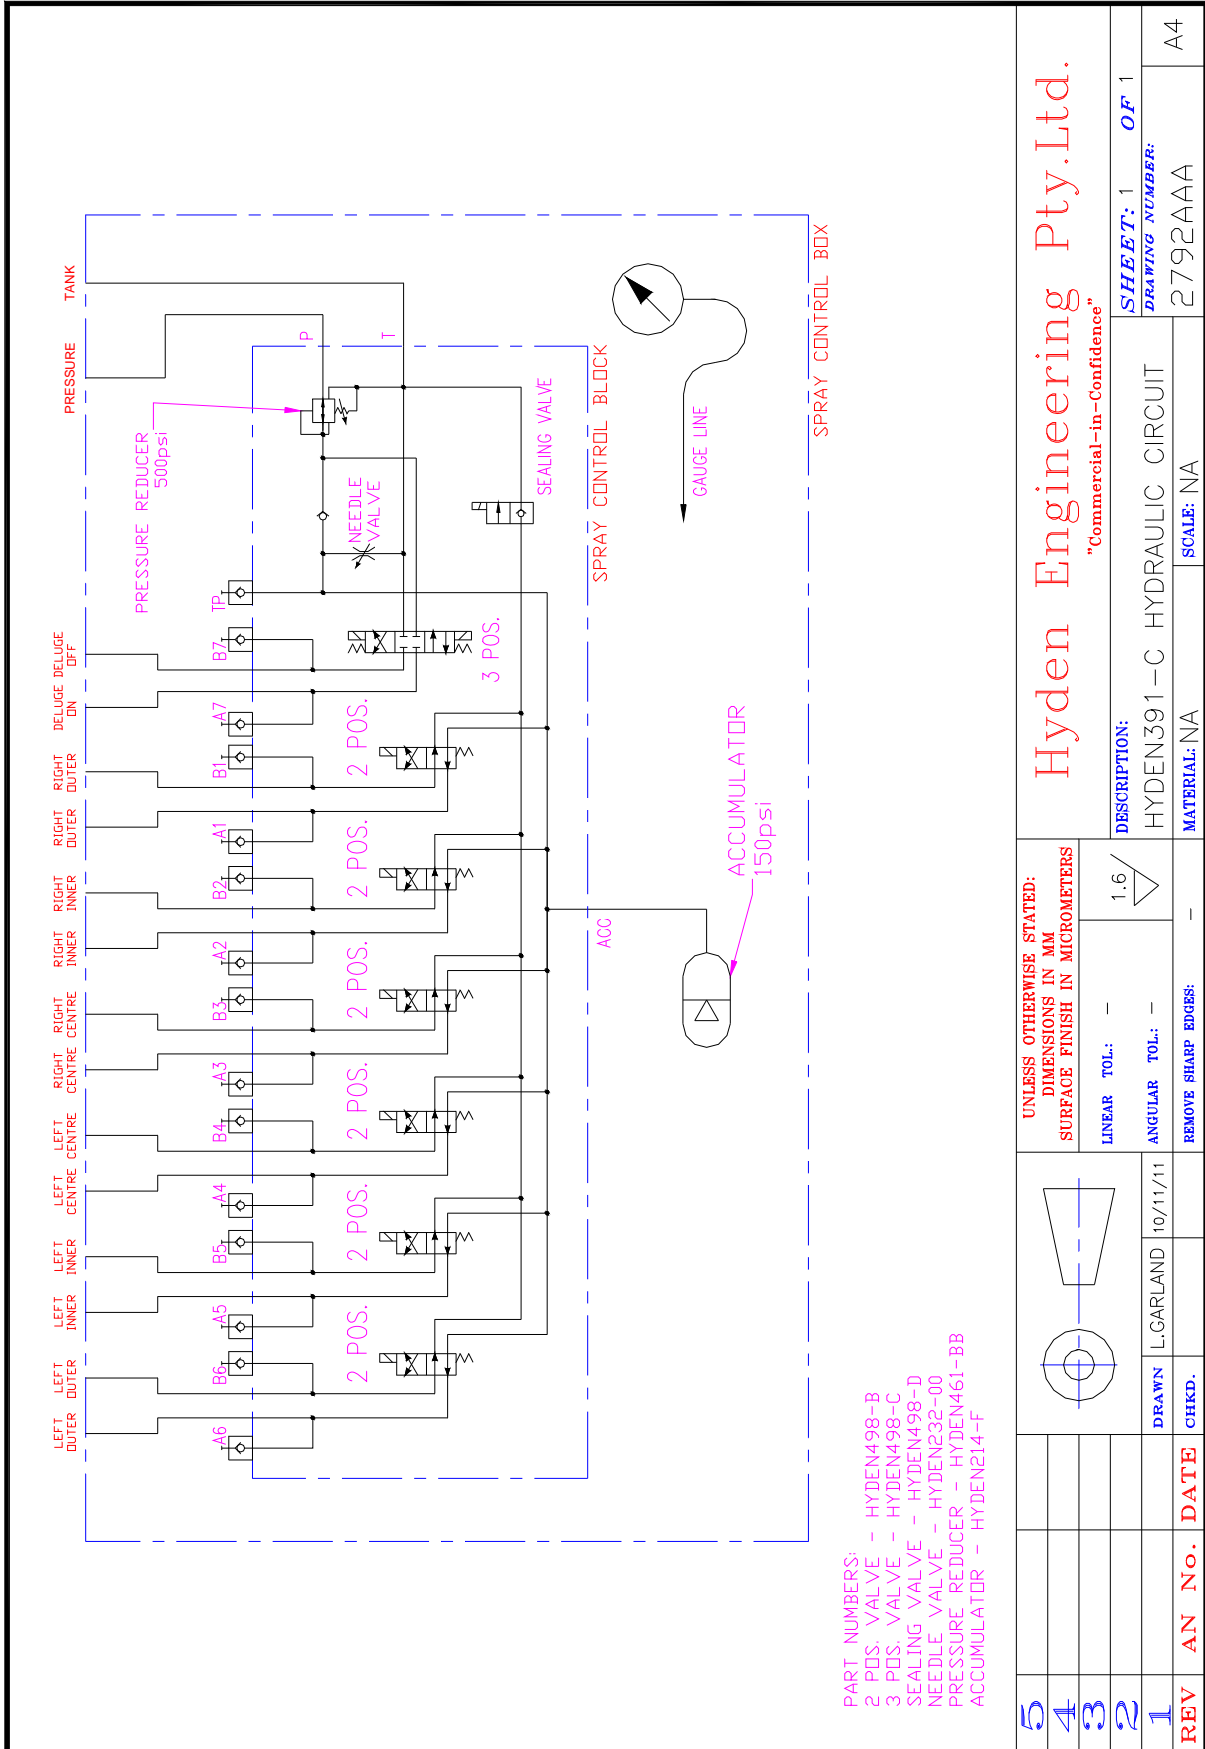 LEFT
OUTER
LEFT
OUTER
LEFT
INNER
LEFT
INNER
LEFT
CENTRE
LEFT
CENTRE
RIGHT
CENTRE
RIGHT
CENTRE
RIGHT
INNER
RIGHT
INNER
RIGHT
OUTER
RIGHT
OUTER
DELUGE
ON
DELUGE
OFF
PRESSURE
TANK
PRESSURE REDUCER
500psi
A6
B6
A5
B5
A4
B4
A3
B3
A2
B2
A1
B1
A7
B7
TP
P
T
NEEDLE
VALVE
2 POS.
2 POS.
2 POS.
2 POS.
2 POS.
2 POS.
3 POS.
SEALING VALVE
ACC
SPRAY CONTROL BLOCK
GAUGE LINE
ACCUMULATOR
150psi
SPRAY CONTROL BOX
PART NUMBERS:
2 POS. VALVE - HYDEN498-B
3 POS. VALVE - HYDEN498-C
SEALING VALVE - HYDEN498-D
NEEDLE VALVE - HYDEN232-00
PRESSURE REDUCER - HYDEN461-BB
ACCUMULATOR - HYDEN214-F
5
4
3
2
1
REV AN No. DATE
DRAWN L.GARLAND 10/11/11
CHKD.
UNLESS OTHERWISE STATED:
DIMENSIONS IN MM
SURFACE FINISH IN MICROMETERS
LINEAR TOL.: -
1.6
ANGULAR TOL.: -
REMOVE SHARP EDGES: -
Hyden Engineering Pty.Ltd.
"Commercial-in-Confidence"
DESCRIPTION:
HYDEN391-C HYDRAULIC CIRCUIT
MATERIAL: NA
SCALE: NA
SHEET: 1 OF 1
DRAWING NUMBER:
2792AAA
A4